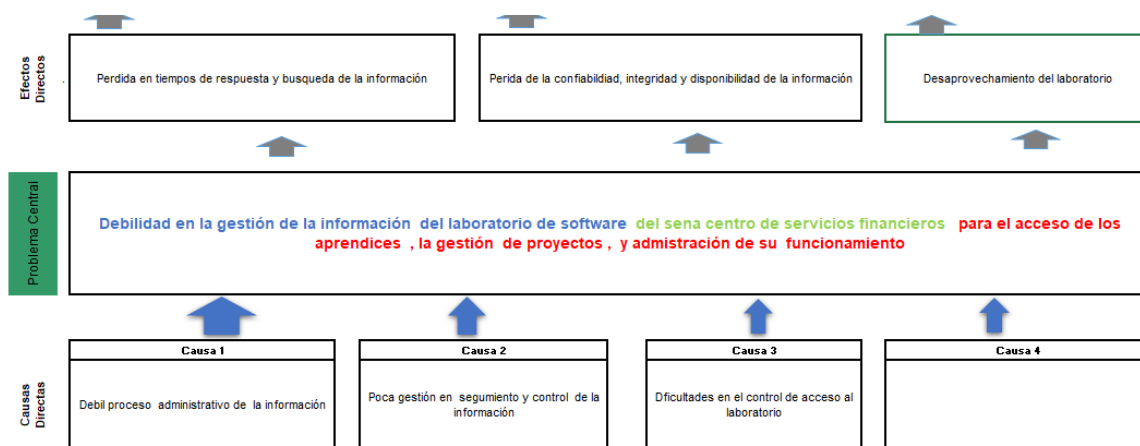 Efectos
Directos
.
Perdida en tiempos de respuesta y busqueda de la información
Perida de la confiabildiad, integridad y disponibilidad de la información
Desaprovechamiento del laboratorio
Problema Central
Debilidad en la gestión de la información del laboratorio de software del sena centro de servicios financieros para el acceso de los
aprendices , la gestión de proyectos , y admistración de su funcionamiento
Causas
Directas
Causa 1
Debil proceso administrativo de la información
Causa 2
Poca gestión en segumiento y control de la
información
Causa 3
Dficultades en el control de acceso al
laboratorio
Causa 4